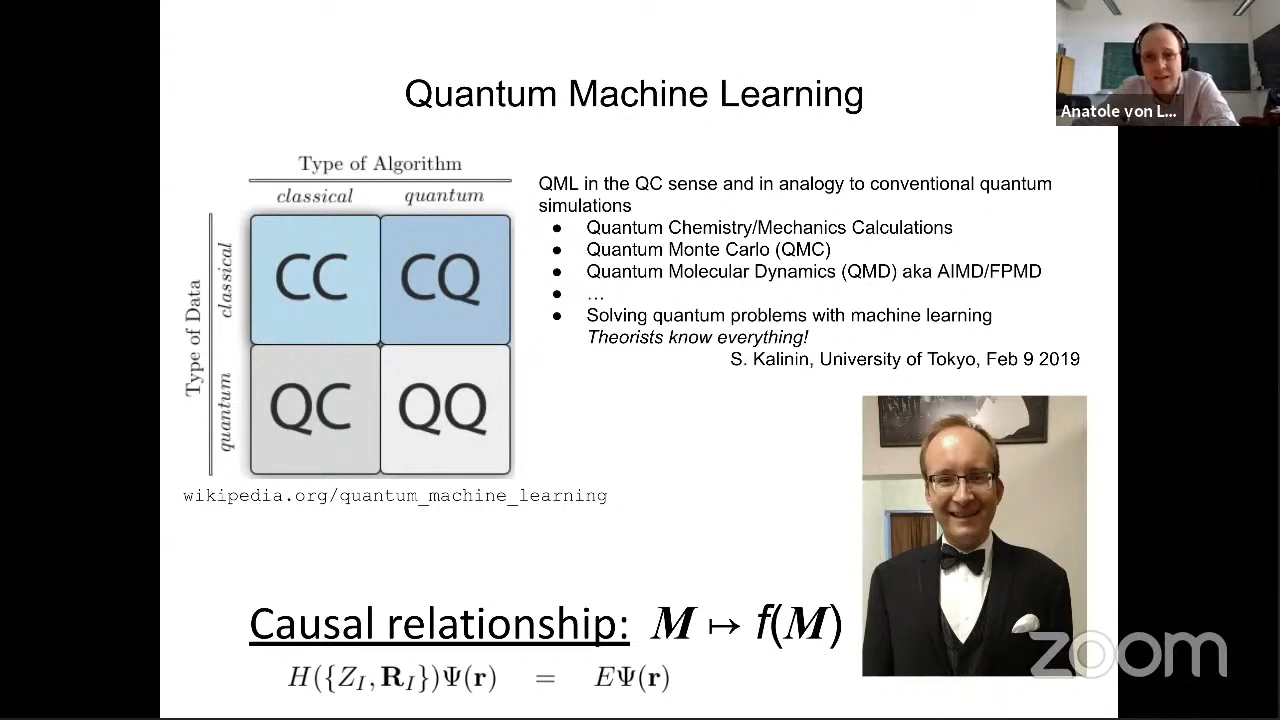 Quantum Machine Learning
Anatole von L...
Type of Algorithm
classical quantum
Type of Data
classical
quantum
CC CQ
QC QQ
wikipedia.org/quantum_machine_learning
QML in the QC sense and in analogy to conventional quantum
simulations
● Quantum Chemistry/Mechanics Calculations
● Quantum Monte Carlo (QMC)
● Quantum Molecular Dynamics (QMD) aka AIMD/FPMD
● …
● Solving quantum problems with machine learning
Theorists know everything!
S. Kalinin, University of Tokyo, Feb 9 2019
Causal relationship: M ↦ f(M)
H({Z_I, R_I})Ψ(r) = EΨ(r)
zoom